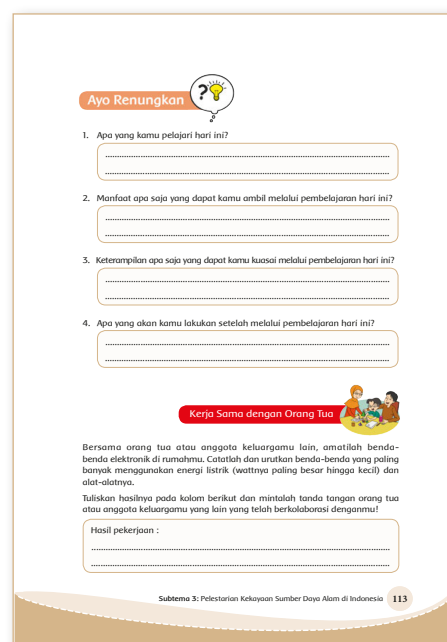 Ayo Renungkan
1. Apa yang kamu pelajari hari ini?
2. Manfaat apa saja yang dapat kamu ambil melalui pembelajaran hari ini?
3. Keterampilan apa saja yang dapat kamu kuasai melalui pembelajaran hari ini?
4. Apa yang akan kamu lakukan setelah melalui pembelajaran hari ini?
Kerja Sama dengan Orang Tua
Bersama orang tua atau anggota keluargamu lain, amatilah benda-
benda elektronik di rumahmu. Catatlah dan urutkan benda-benda yang paling
banyak menggunakan energi listrik (wattnya paling besar hingga kecil) dan
alat-alatnya.
Tuliskan hasilnya pada kolom berikut dan mintalah tanda tangan orang tua
atau anggota keluargamu yang lain yang telah berkolaborasi denganmu!
Hasil pekerjaan :
Subtema 3: Pelestarian Kekayaan Sumber Daya Alam di Indonesia 113